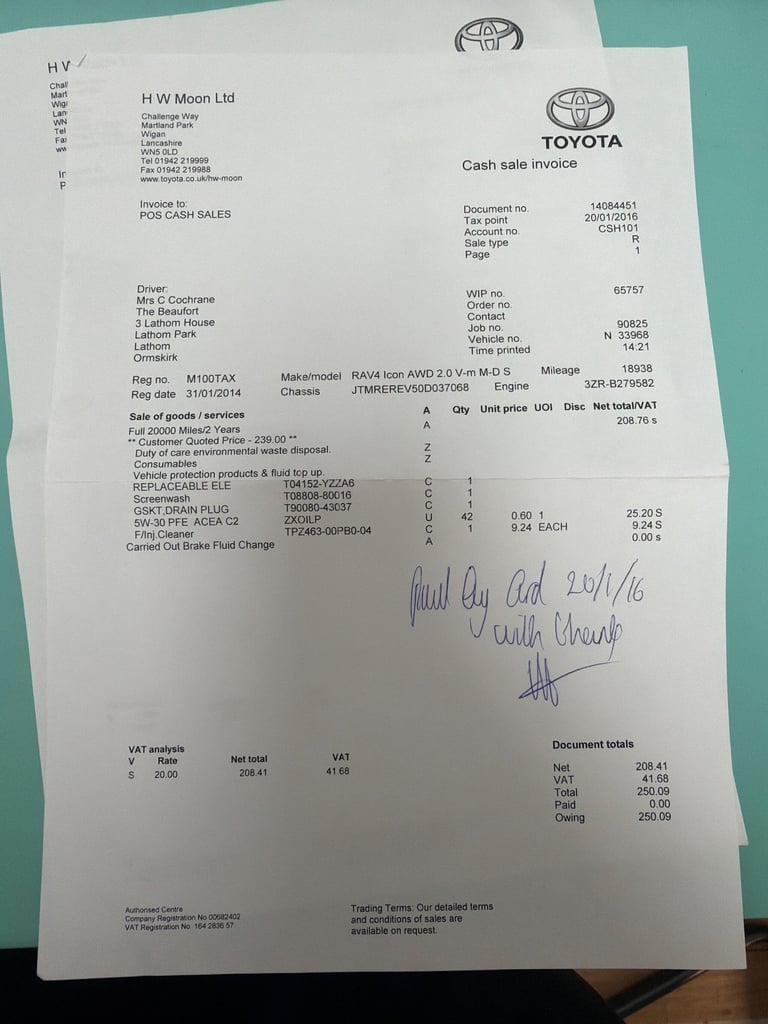 H W
H W Moon Ltd
Challenge Way
Martland Park
Wigan
Lancashire
WN5 0LD
Tel 01942 219999
Fax 01942 219988
www.toyota.co.uk/hw-moon
TOYOTA
Cash sale invoice
Invoice to:
POS CASH SALES
Document no. 14084451
Tax point 20/01/2016
Account no. CSH101
Sale type R
Page 1
Driver:
Mrs C Cochrane
The Beaufort
3 Lathom House
Lathom Park
Lathom
Ormskirk
WIP no. 65757
Order no.
Contact
Job no. 90825
Vehicle no. N 33968
Time printed 14:21
Reg no. M100TAX Make/model RAV4 Icon AWD 2.0 V-m M-D S Mileage 18938
Reg date 31/01/2014 Chassis JTMREREV50D037068 Engine 3ZR-B279582
Sale of goods / services A Qty Unit price UOI Disc Net total/VAT
Full 20000 Miles/2 Years A 208.76 s
** Customer Quoted Price - 239.00 **
Duty of care environmental waste disposal. Z
Consumables Z
Vehicle protection products & fluid top up.
REPLACEABLE ELE T04152-YZZA6 C 1
Screenwash T08808-80016 C 1
GSKT,DRAIN PLUG T90080-43037 C 1
5W-30 PFE ACEA C2 ZXOILP U 42 0.60 1 25.20 S
F/Inj.Cleaner TPZ463-00PB0-04 C 1 9.24 EACH 9.24 S
Carried Out Brake Fluid Change A 0.00 s
20/1/16
with
VAT analysis
V Rate Net total VAT
S 20.00 208.41 41.68
Document totals
Net 208.41
VAT 41.68
Total 250.09
Paid 0.00
Owing 250.09
Authorised Centre
Company Registration No 00682402
VAT Registration No 164 2836 57
Trading Terms: Our detailed terms
and conditions of sales are
available on request.